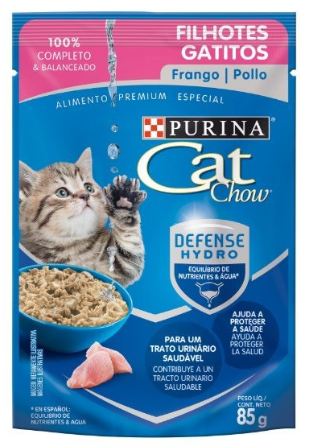 100%
COMPLETO
& BALANCEADO
FILHOTES
GATITOS
Frango | Pollo
ALIMENTO PREMIUM ESPECIAL
PURINA
Cat
Chow
DEFENSE
HYDRO
EQUILÍBRIO DE
NUTRIENTES & ÁGUA*
AJUDA A
PROTEGER
A SAÚDE
AYUDA A
PROTEGER
LA SALUD
PARA UM
TRATO URINÁRIO
SAUDÁVEL
CONTRIBUYE A UN
TRACTO URINARIO
SALUDABLE
* EN ESPAÑOL:
EQUILIBRIO DE
NUTRIENTES & AGUA
PESO LÍQ./
CONT. NETO
85g